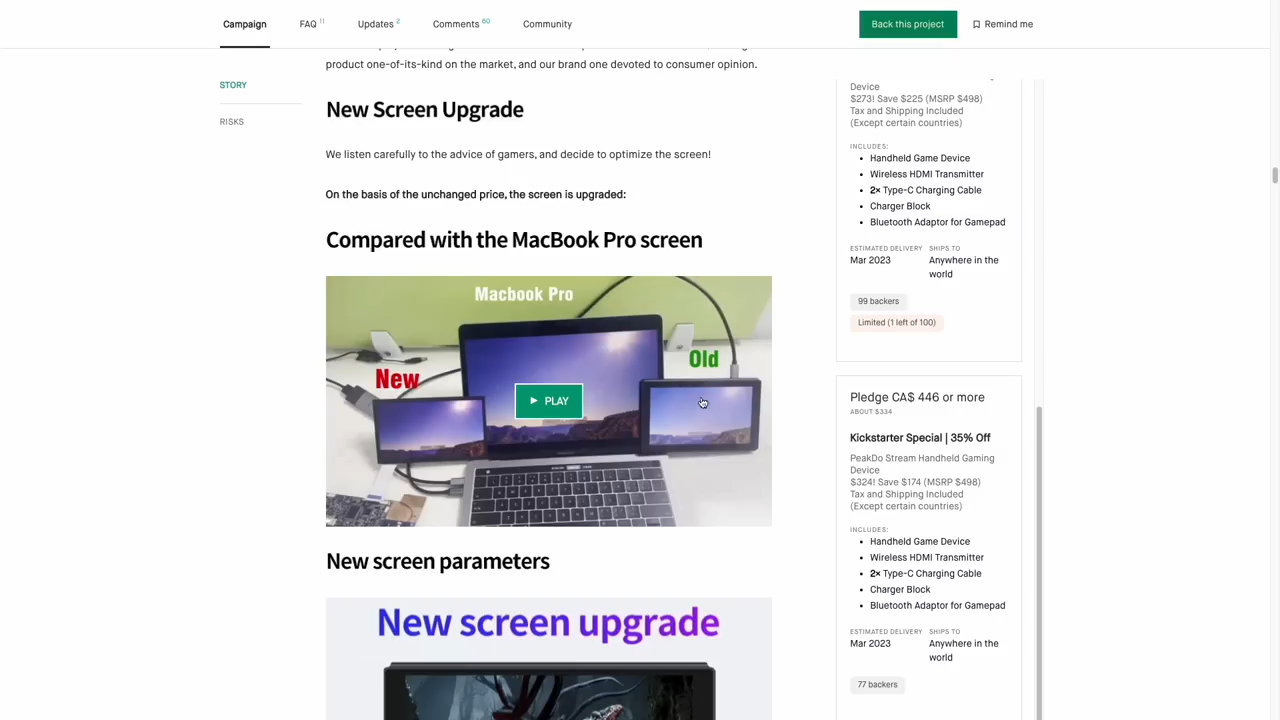 Campaign
FAQ 11
Updates 2
Comments 60
Community
Back this project
Remind me
STORY
RISKS
product one-of-its-kind on the market, and our brand one devoted to consumer opinion.
New Screen Upgrade
We listen carefully to the advice of gamers, and decide to optimize the screen!
On the basis of the unchanged price, the screen is upgraded:
Compared with the MacBook Pro screen
Macbook Pro
New
Old
PLAY
New screen parameters
New screen upgrade
Device
$273! Save $225 (MSRP $498)
Tax and Shipping Included
(Except certain countries)
INCLUDES:
• Handheld Game Device
• Wireless HDMI Transmitter
• 2× Type-C Charging Cable
• Charger Block
• Bluetooth Adaptor for Gamepad
ESTIMATED DELIVERY SHIPS TO
Mar 2023 Anywhere in the
world
99 backers
Limited (1 left of 100)
Pledge CA$ 446 or more
ABOUT $334
Kickstarter Special | 35% Off
PeakDo Stream Handheld Gaming
Device
$324! Save $174 (MSRP $498)
Tax and Shipping Included
(Except certain countries)
INCLUDES:
• Handheld Game Device
• Wireless HDMI Transmitter
• 2× Type-C Charging Cable
• Charger Block
• Bluetooth Adaptor for Gamepad
ESTIMATED DELIVERY SHIPS TO
Mar 2023 Anywhere in the
world
77 backers